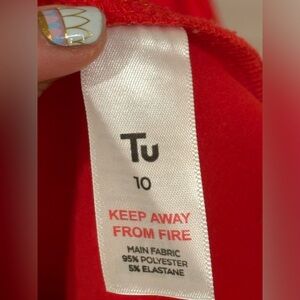 Tu
10
KEEP AWAY
FROM FIRE
MAIN FABRIC
95% POLYESTER
5% ELASTANE